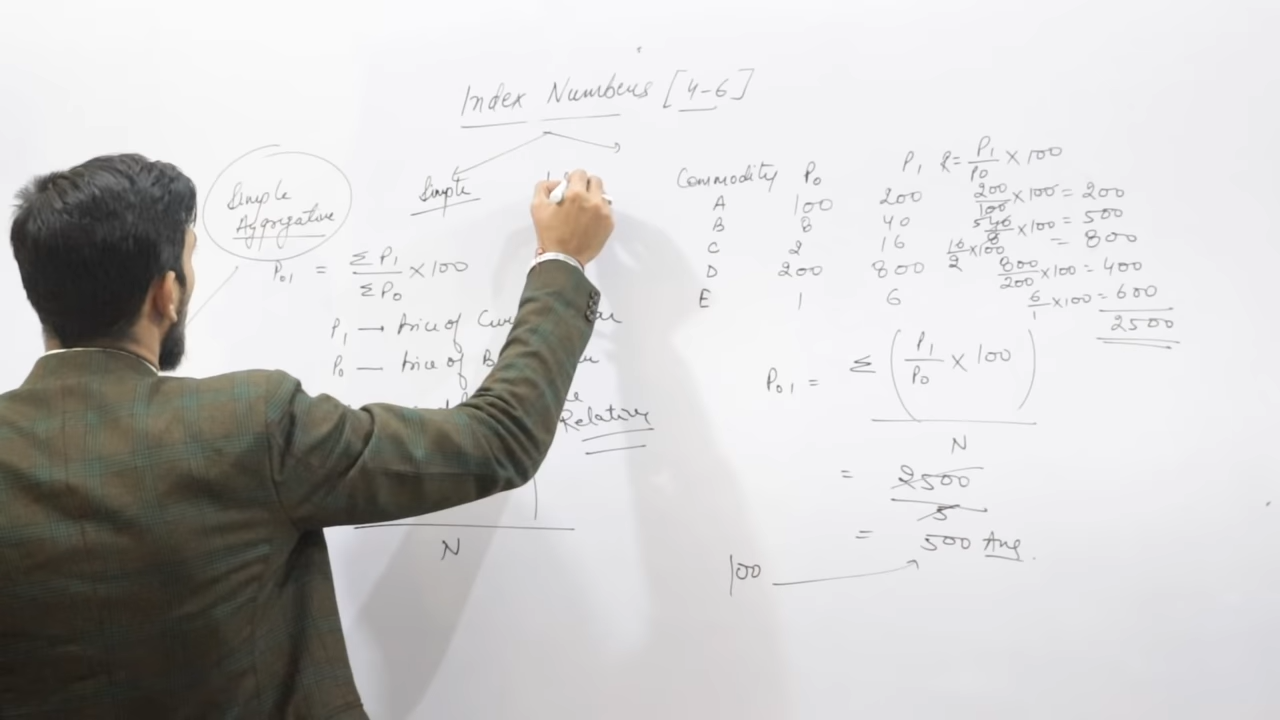 Index Numbers [4-6]
Simple
Simple
Aggregative
P01 = ΣP1 / ΣP0 × 100
P1 → Price of
P0 — Price of
Relative
N
Commodity P0 P1 R = P1/P0 × 100
A 100 200 200/100 × 100 = 200
B 8 40 × 100 = 500
C 2 16 16/2 × 100 = 800
D 200 800 800/200 × 100 = 400
E 1 6 6/1 × 100 = 600
2500
P01 = Σ (P1/P0 × 100) / N
= 2500 / 5
= 500 Ans.
100